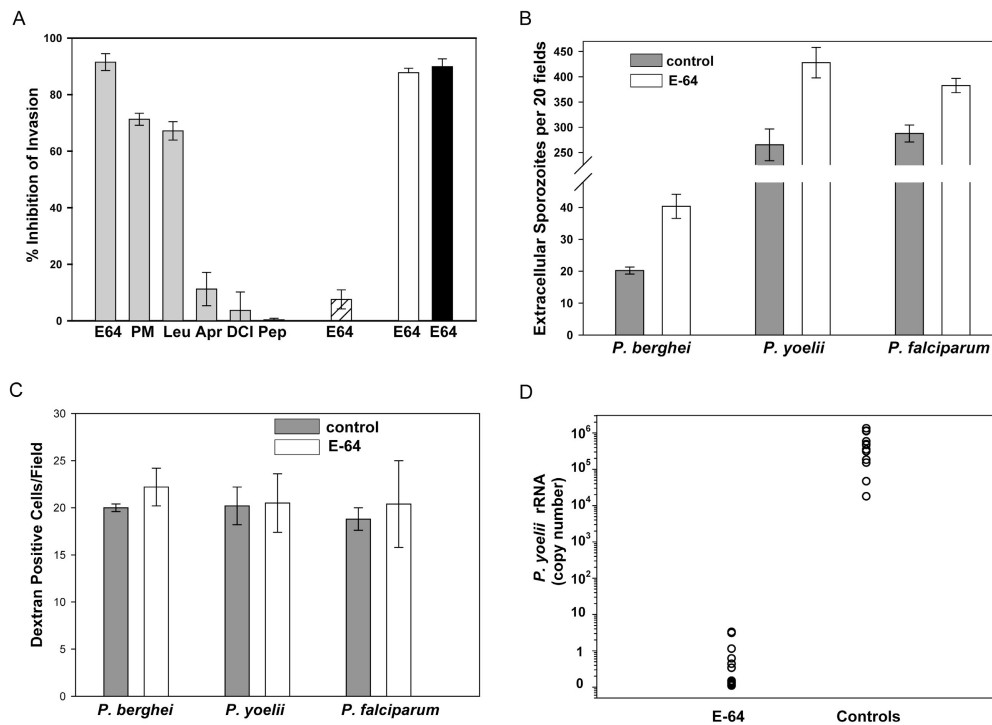 A
% Inhibition of Invasion
100
80
60
40
20
0
E64 PM Leu Apr DCI Pep E64 E64 E64
B
Extracellular Sporozoites per 20 fields
450
400
350
300
250
40
30
20
10
0
control
E-64
P. berghei P. yoelii P. falciparum
C
Dextran Positive Cells/Field
30
25
20
15
10
5
0
control
E-64
P. berghei P. yoelii P. falciparum
D
P. yoelii rRNA
(copy number)
10⁶
10⁵
10⁴
10³
10²
10
1
0
E-64 Controls